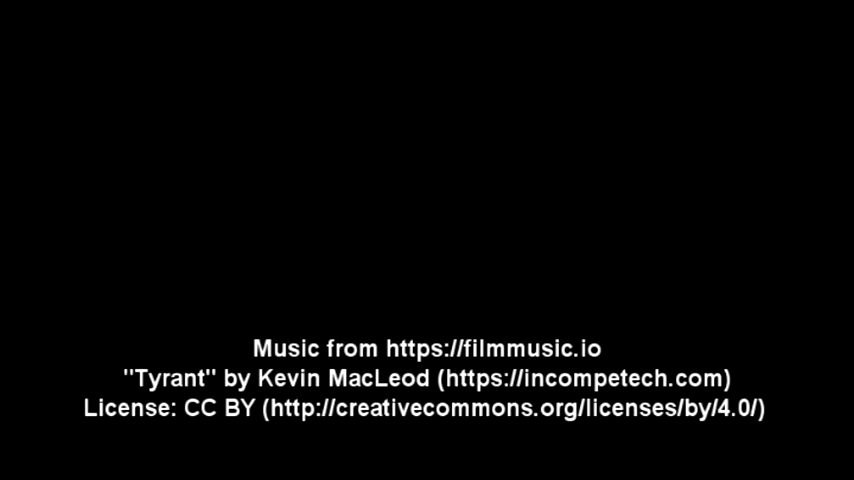 Music from https://filmmusic.io
"Tyrant" by Kevin MacLeod (https://incompetech.com)
License: CC BY (http://creativecommons.org/licenses/by/4.0/)